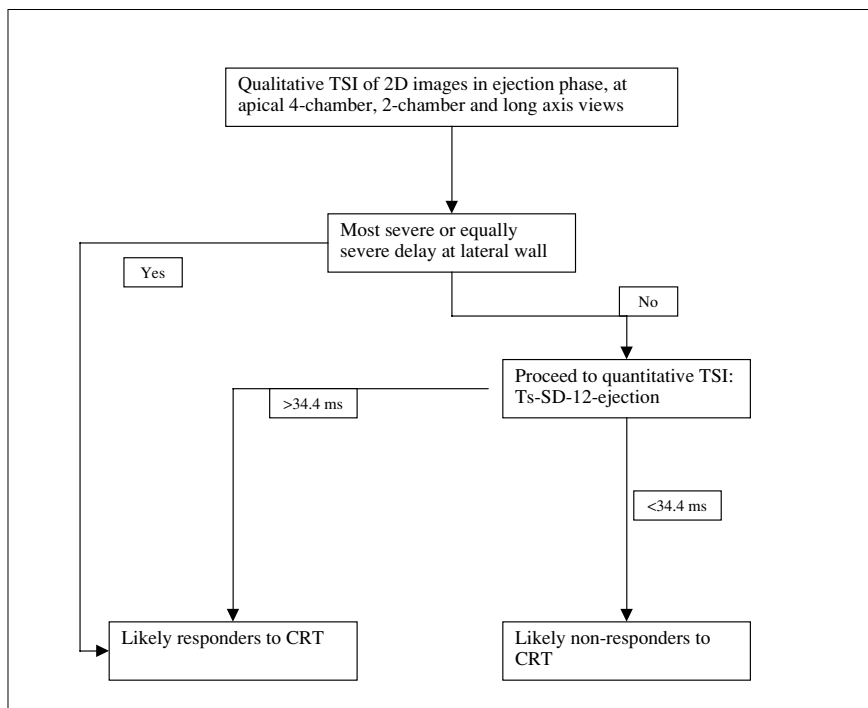 Qualitative TSI of 2D images in ejection phase, at
apical 4-chamber, 2-chamber and long axis views
Most severe or equally
severe delay at lateral wall
Yes
No
Proceed to quantitative TSI:
Ts-SD-12-ejection
>34.4 ms
<34.4 ms
Likely responders to CRT
Likely non-responders to
CRT